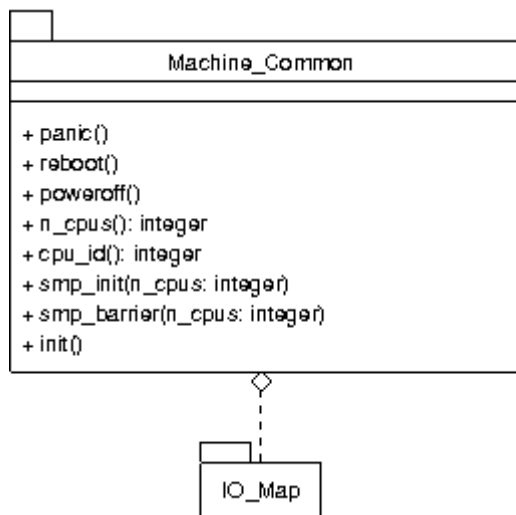 Machine_Common
+ panic()
+ reboot()
+ poweroff()
+ n_cpus(): integer
+ cpu_id(): integer
+ smp_init(n_cpus: integer)
+ smp_barrier(n_cpus: integer)
+ init()
IO_Map